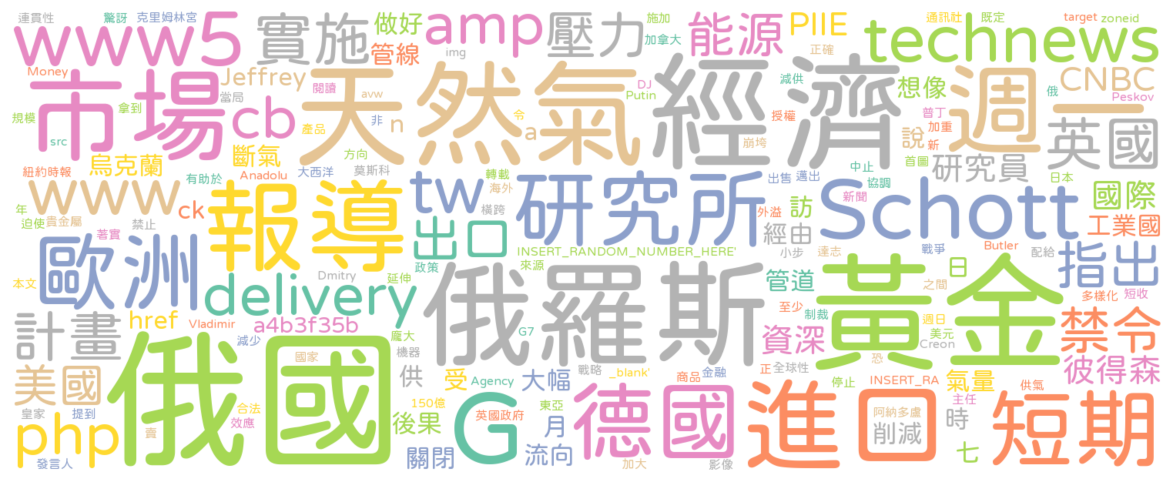 連貫性 驚訝 克里姆林宮
www5 實施 做好 amp 壓力 能源 PIIE 通訊社 既定 target zoneid
施加 加拿大 正確 管線 img technews
Money 市場 Jeffrey 當局 閱讀 天然氣 經濟 DJ Putin 減供 想像 週一 CNBC 俄 Peskov
拿到 規模 cb avw n 產品 非 令 a 授權 普丁 加重 說 新 英國
src 烏克蘭 斷氣 方向 崩垮 研究員
紐約時報 有助於 Anadolu 大西洋 莫斯科 中止 首圖 協調 日本
www 報導 轉載 海外 tw 研究所 出售 邁出 Schott 新聞 國際
年 迫使 貴金屬 禁止 ck 橫跨 外溢 訪 工業國
著實 出口 經由 達志 戰爭 配給
歐洲 INSERT_RANDOM_NUMBER_HERE' 小步 Butler 指出
本文 delivery Dmitry 延伸 政策 來源 俄羅斯 管道 日 之間 多樣化 短收
計畫 href Vladimir a4b3f35b G7 至少 制裁 黃金 週日 禁令
減少 龐大 資深 美元 Creon
俄國 國家 機器 戰略 正 全球性 恐 彼得森
美國 供 受 Agency 大幅 _blank' 商品 金融 停止 INSERT_RA 氣量 供氣
皇家 提到 合法 150億 G 英國政府 東亞 德國 進口 阿納多盧 主任 短期
php 賣 效應 後果 月 削減 時
發言人 關閉 流向 加大 影像 七